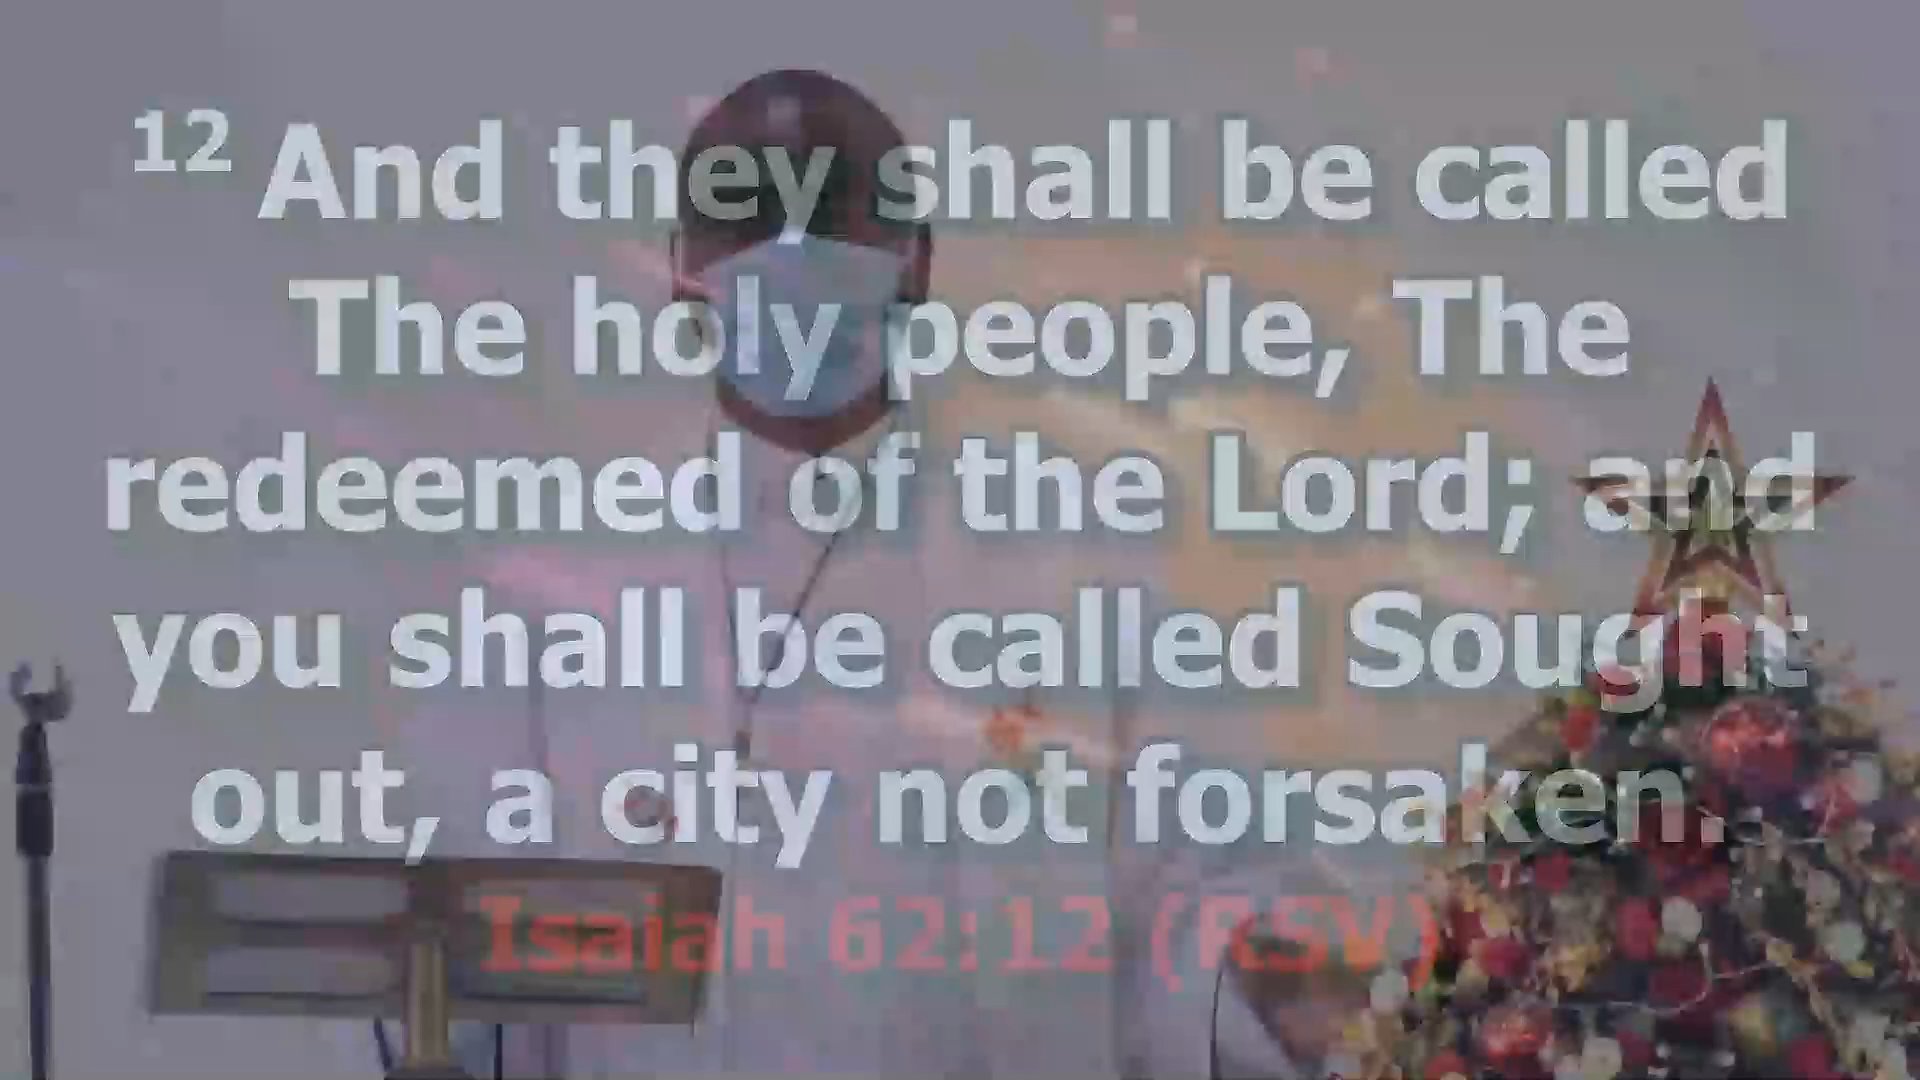 12 And they shall be called
The holy people, The
redeemed of the Lord; and
you shall be called Sought
out, a city not forsaken.
Isaiah 62:12 (RSV)